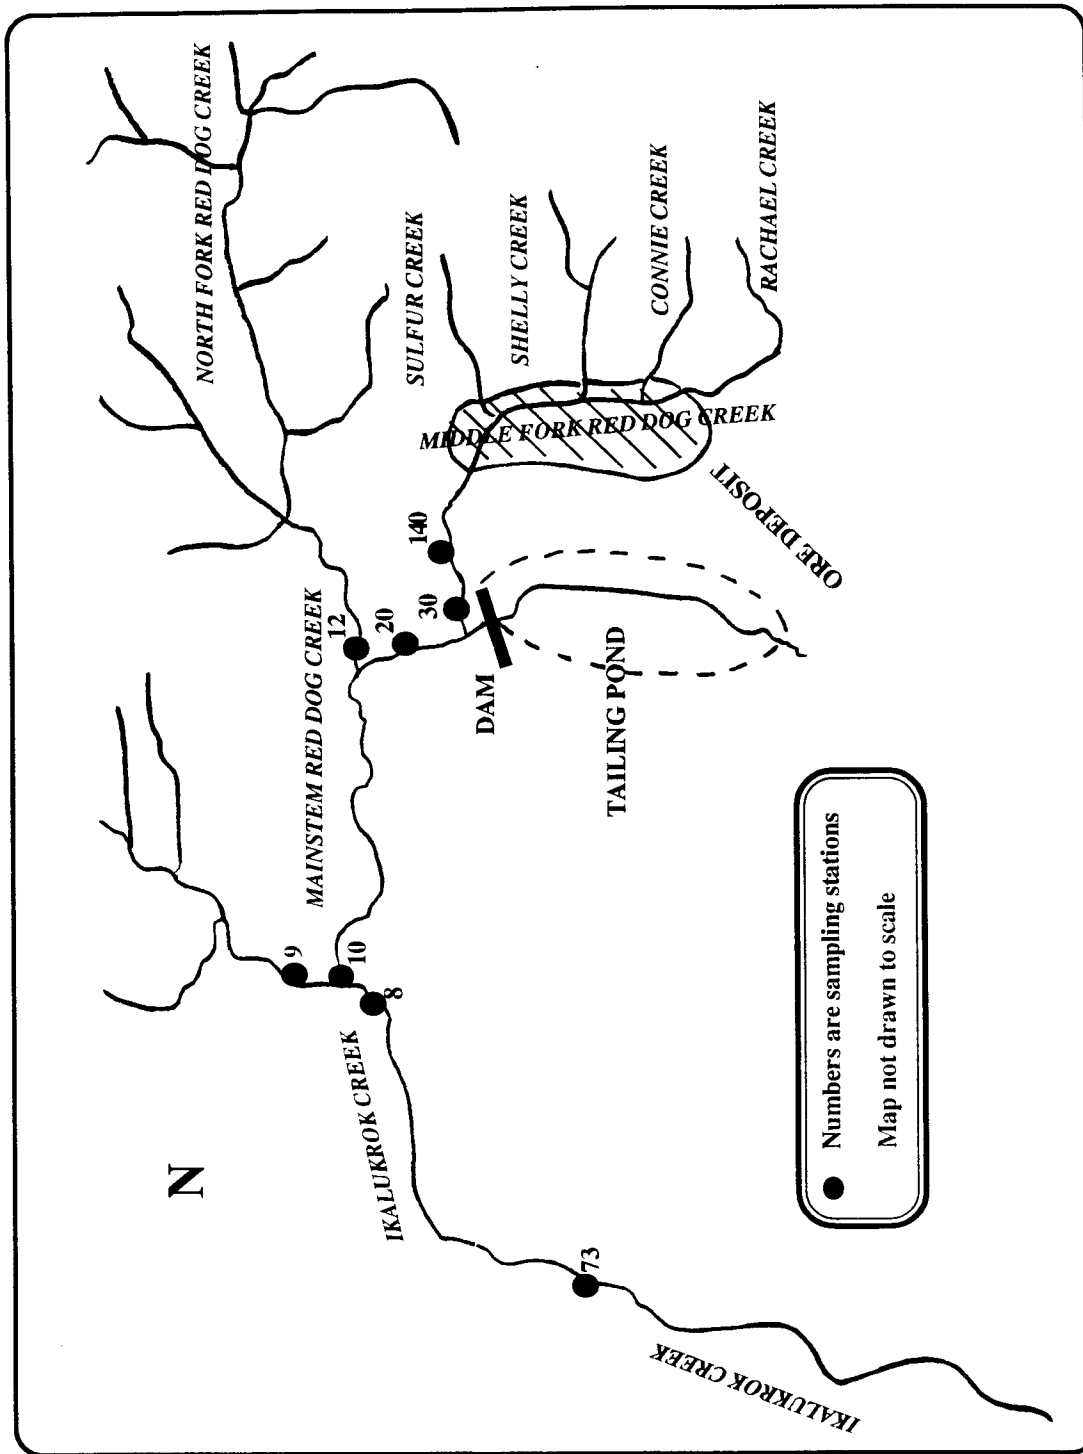 NORTH FORK RED DOG CREEK
SULFUR CREEK
SHELLY CREEK
CONNIE CREEK
RACHAEL CREEK
MIDDLE FORK RED DOG CREEK
ORE DEPOSIT
140
30
20
12
DAM
TAILING POND
MAINSTEM RED DOG CREEK
9
10
8
IKALUKROK CREEK
N
73
IKALUKROK CREEK
Numbers are sampling stations
Map not drawn to scale